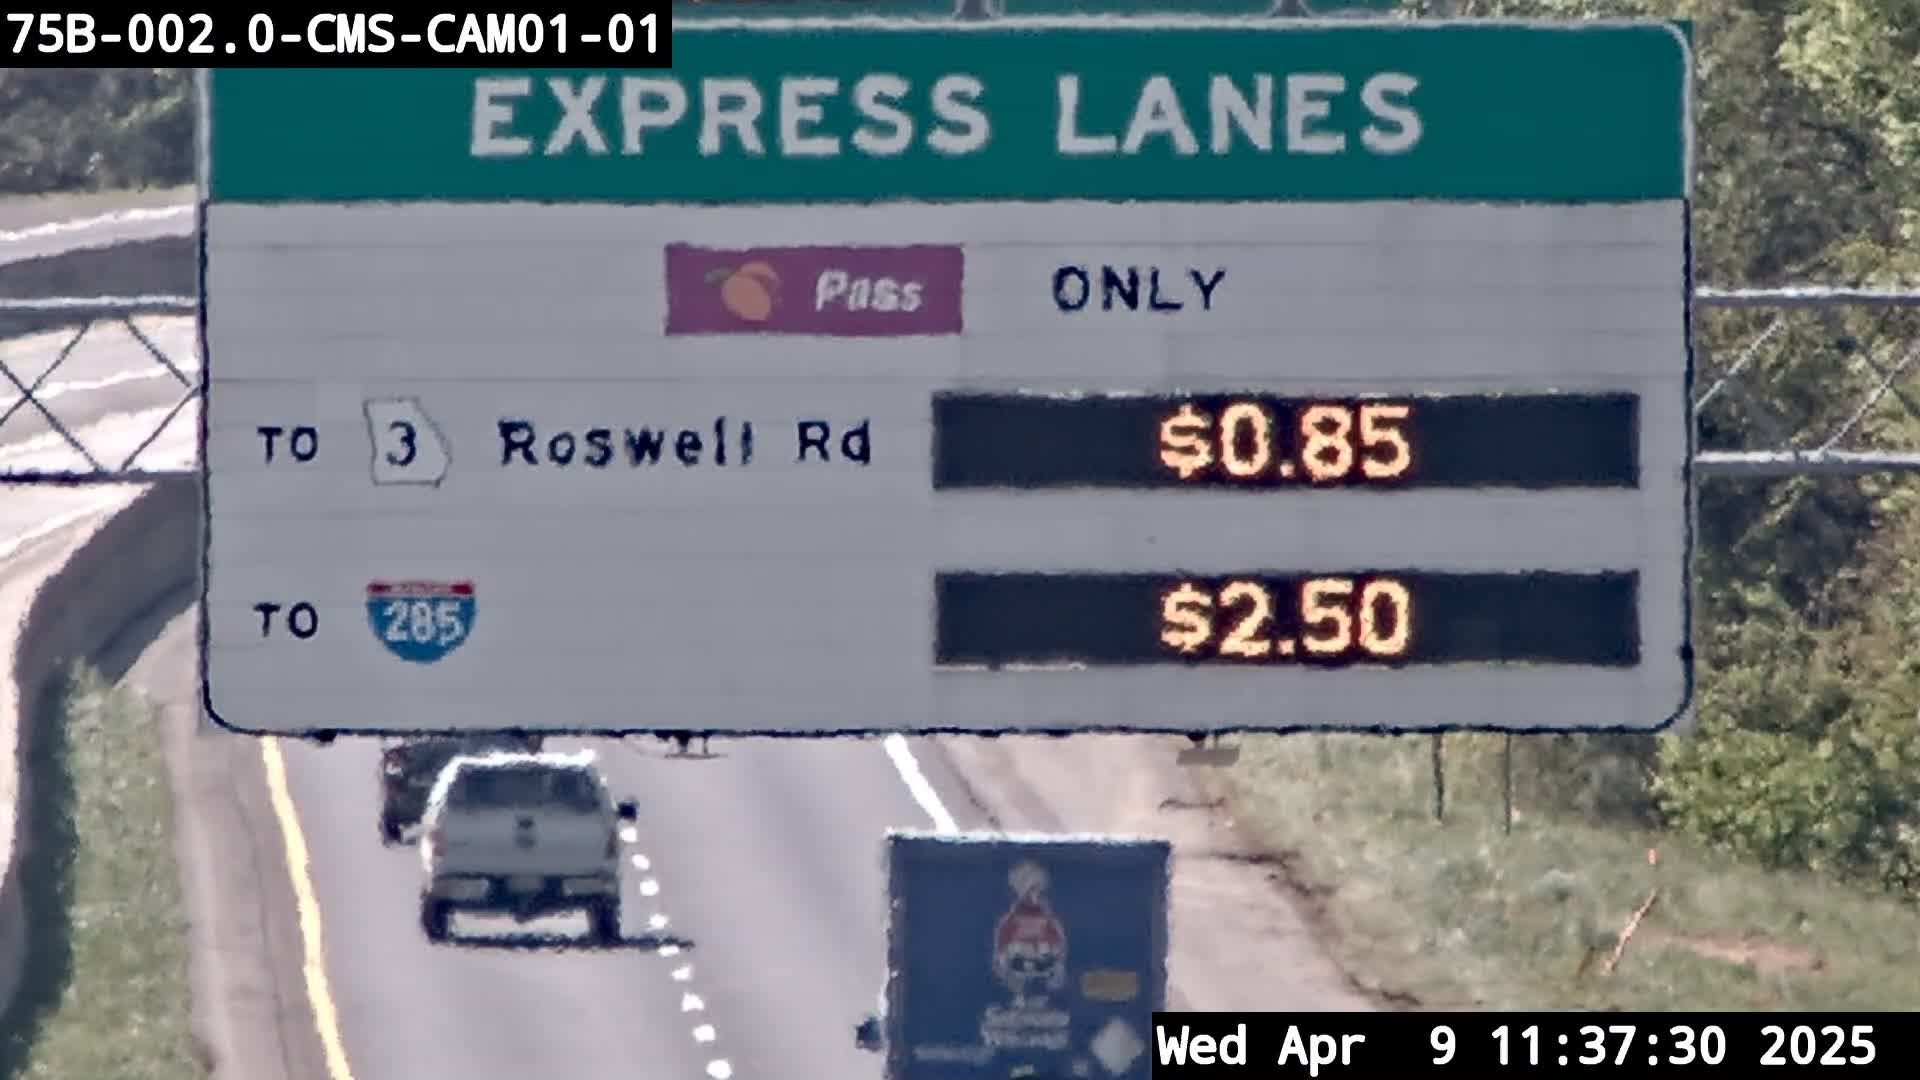 75B-002.0-CMS-CAM01-01
EXPRESS LANES
Pass ONLY
TO 3 Roswell Rd $0.85
TO 285 $2.50
Wed Apr 9 11:37:30 2025